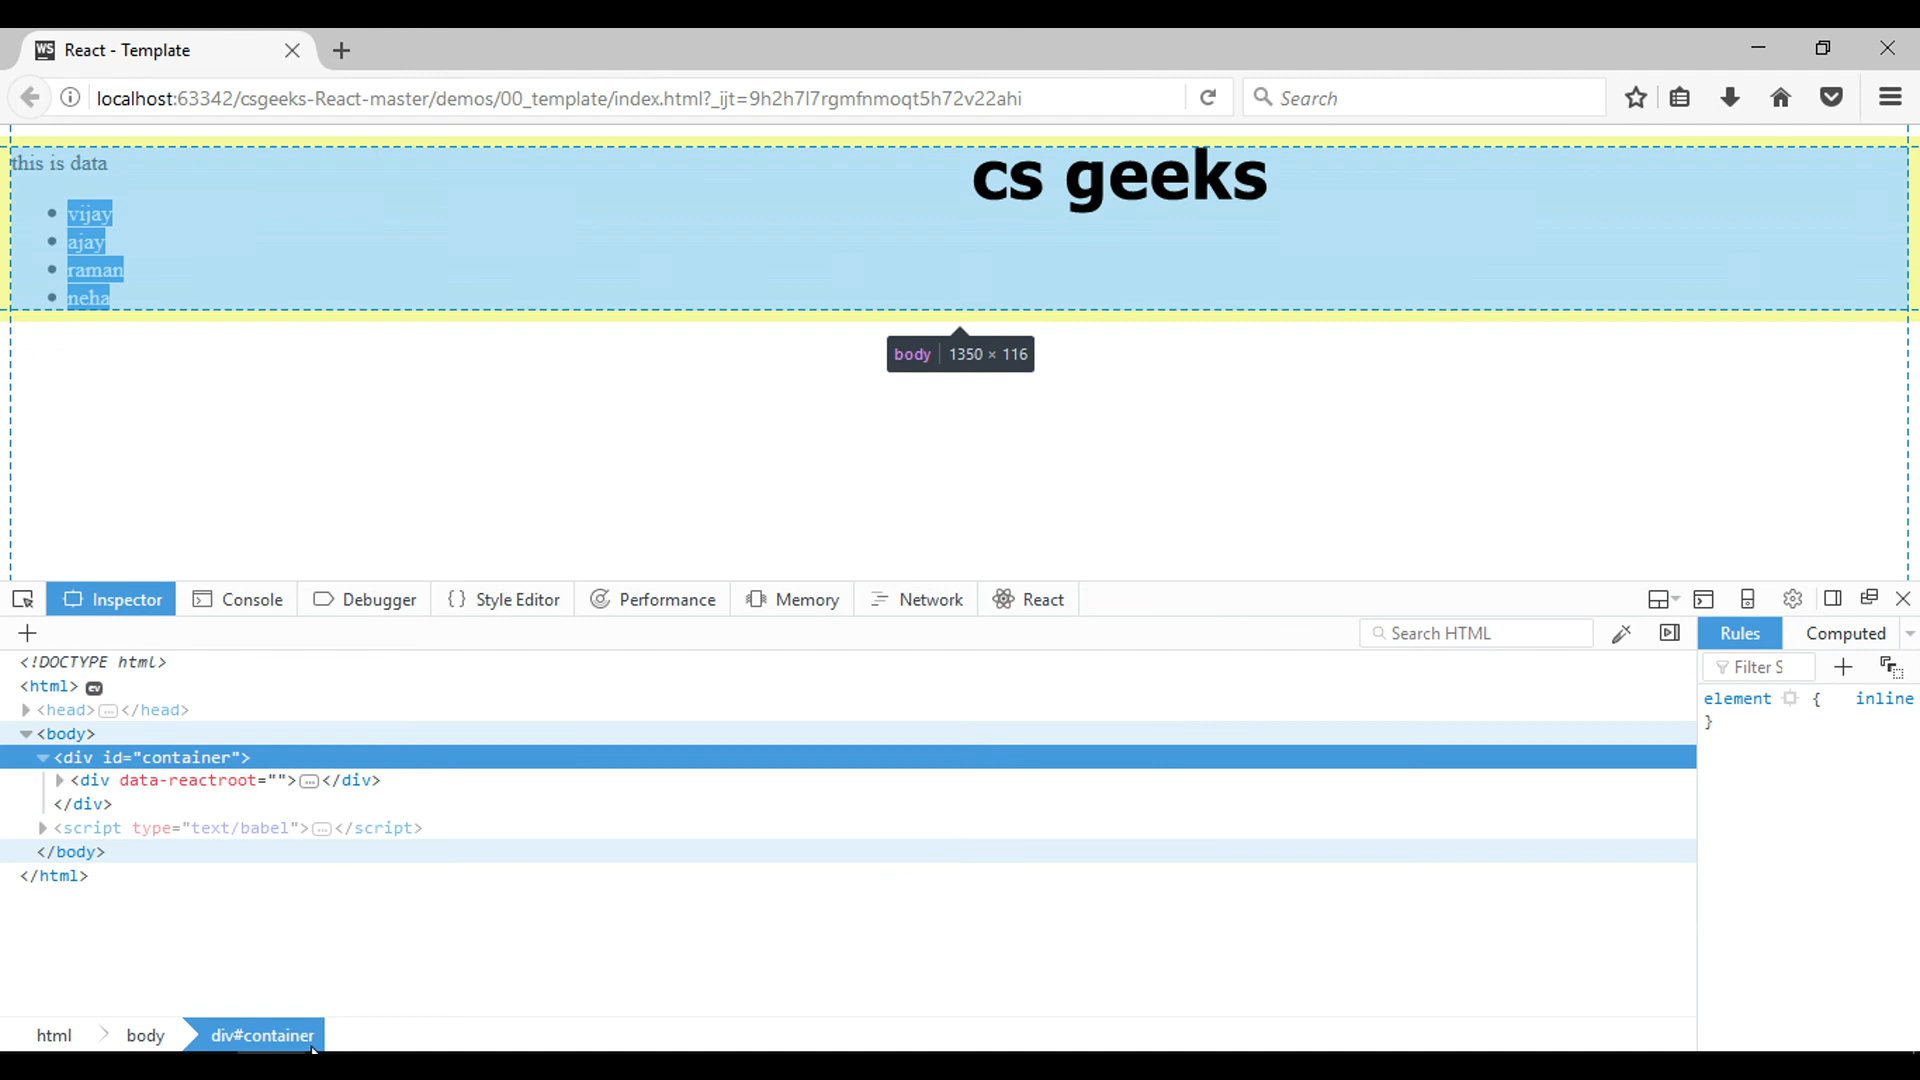 WS React - Template
localhost:63342/csgeeks-React-master/demos/00_template/index.html?_ijt=9h2h7l7rgmfnmoqt5h72v22ahi
Search
this is data
cs geeks
vijay
ajay
raman
neha
body 1350 × 116
Inspector Console Debugger Style Editor Performance Memory Network React
Search HTML
Rules Computed
<!DOCTYPE html>
Filter S
<html> ev
element { inline
<head>…</head>
}
<body>
<div id="container">
<div data-reactroot="">…</div>
</div>
<script type="text/babel">…</script>
</body>
</html>
html body div#container